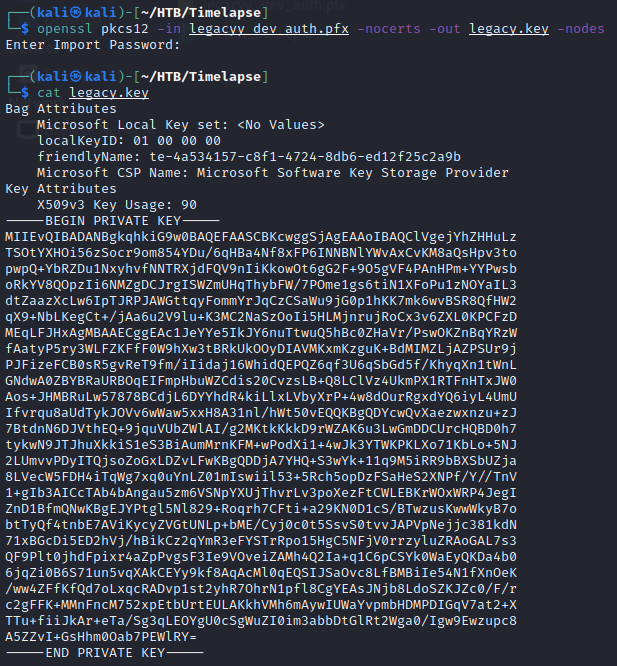 ┌──(kali㉿kali)-[~/HTB/Timelapse]
└─$ openssl pkcs12 -in legacyy_dev_auth.pfx -nocerts -out legacy.key -nodes
Enter Import Password:
┌──(kali㉿kali)-[~/HTB/Timelapse]
└─$ cat legacy.key
Bag Attributes
    Microsoft Local Key set: <No Values>
    localKeyID: 01 00 00 00
    friendlyName: te-4a534157-c8f1-4724-8db6-ed12f25c2a9b
    Microsoft CSP Name: Microsoft Software Key Storage Provider
Key Attributes
    X509v3 Key Usage: 90
-----BEGIN PRIVATE KEY-----
MIIEvQIBADANBgkqhkiG9w0BAQEFAASCBKcwggSjAgEAAoIBAQClVgejYhZHHuLz
TSOtYXHOi56zSocr9om854YDu/6qHBa4Nf8xFP6INNBNlYWvAxCvKM8aQsHpv3to
pwpQ+YbRZDu1NxyhvfNNTRXjdFQV9nIiKkowOt6gG2F+9O5gVF4PAnHPm+YYPwsb
oRkYV8QOpzIi6NMZgDCJrgISWZmUHqThybFW/7POme1gs6tiN1XFoPu1zNOYaIL3
dtZaazXcLw6IpTJRPJAWGttqyFommYrJqCzCSaWu9jG0p1hKK7mk6wvBSR8QfHW2
qX9+NbLKegCt+/jAa6u2V9lu+K3MC2NaSzOoIi5HLMjnrujRoCx3v6ZXL0KPCFzD
MEqLFJHxAgMBAAECggEAc1JeYYe5IkJY6nuTtwuQ5hBc0ZHaVr/PswOKZnBqYRzW
fAatyP5ry3WLFZKFfF0W9hXw3tBRkUkOOyDIAVMKxmKzguK+BdMIMZLjAZPSUr9j
PJFizeFCB0sR5gvReT9fm/iIidaj16WhidQEPQZ6qf3U6qSbGd5f/KhyqXn1tWnL
GNdwA0ZBYBRaURBOqEIFmpHbuWZCdis20CvzsLB+Q8LClVz4UkmPX1RTFnHTxJW0
Aos+JHMBRuLw57878BCdjL6DYYhdR4kiLlxLVbyXrP+4w8dOurRgxdYQ6iyL4UmU
Ifvrqu8aUdTykJOVv6wWaw5xxH8A31nl/hWt50vEQQKBgQDYcwQvXaezwxnzu+zJ
7BtdnN6DJVthEQ+9jquVUbZWlAI/g2MKtkKkkD9rWZAK6u3LwGmDDCUrcHQBD0h7
tykwN9JTJhuXkkiS1eS3BiAumMrnKFM+wPodXi1+4wJk3YTWKPKLXo71KbLo+5NJ
2LUmvvPDyITQjsoZoGxLDZvLFwKBgQDDjA7YHQ+S3wYk+11q9M5iRR9bBXSbUZja
8LVecW5FDH4iTqWg7xq0uYnLZ01mIswiil53+5Rch5opDzFSaHeS2XNPf/Y//TnV
1+gIb3AICcTAb4bAngau5zm6VSNpYXUjThvrLv3poXezFtCWLEBKrWOxWRP4JegI
ZnD1BfmQNwKBgEJYPtgl5Nl829+Roqrh7CFti+a29KN0D1cS/BTwzusKwwWkyB7o
btTyQf4tnbE7AViKycyZVGtUNLp+bME/Cyj0c0t5SsvS0tvvJAPVpNejjc381kdN
71xBGcDi5ED2hVj/hBikCz2qYmR3eFYSTrRpo15HgC5NFjV0rrzyluZRAoGAL7s3
QF9Plt0jhdFpixr4aZpPvgsF3Ie9VOveiZAMh4Q2Ia+q1C6pCSYk0WaEyQKDa4b0
6jqZi0B6S71un5vqXAkCEYy9kf8AqAcMl0qEQSIJSaOvc8LfBMBiIe54N1fXnOeK
/ww4ZFfKfQd7oLxqcRADvp1st2yhR7OhrN1pfl8CgYEAsJNjb8LdoSZKJZc0/F/r
c2gFFK+MMnFncM752xpEtbUrtEULAKkhVMh6mAywIUWaYvpmbHDMPDIGqV7at2+X
TTu+fiiJkAr+eTa/Sg3qLEOYgU0cSgWuZI0im3abbDtGlRt2Wga0/Igw9Ewzupc8
A5ZZvI+GsHhm0Oab7PEWlRY=
-----END PRIVATE KEY-----